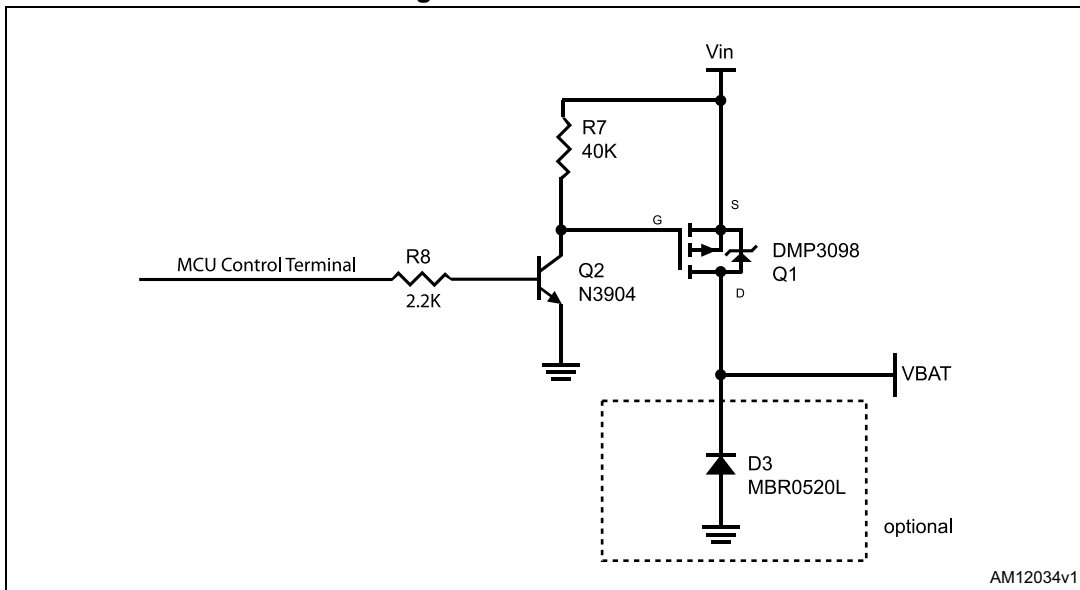 Vin
R7
40K
S
G
DMP3098
Q1
MCU Control Terminal
R8
2.2K
Q2
N3904
D
VBAT
D3
MBR0520L
optional
AM12034v1